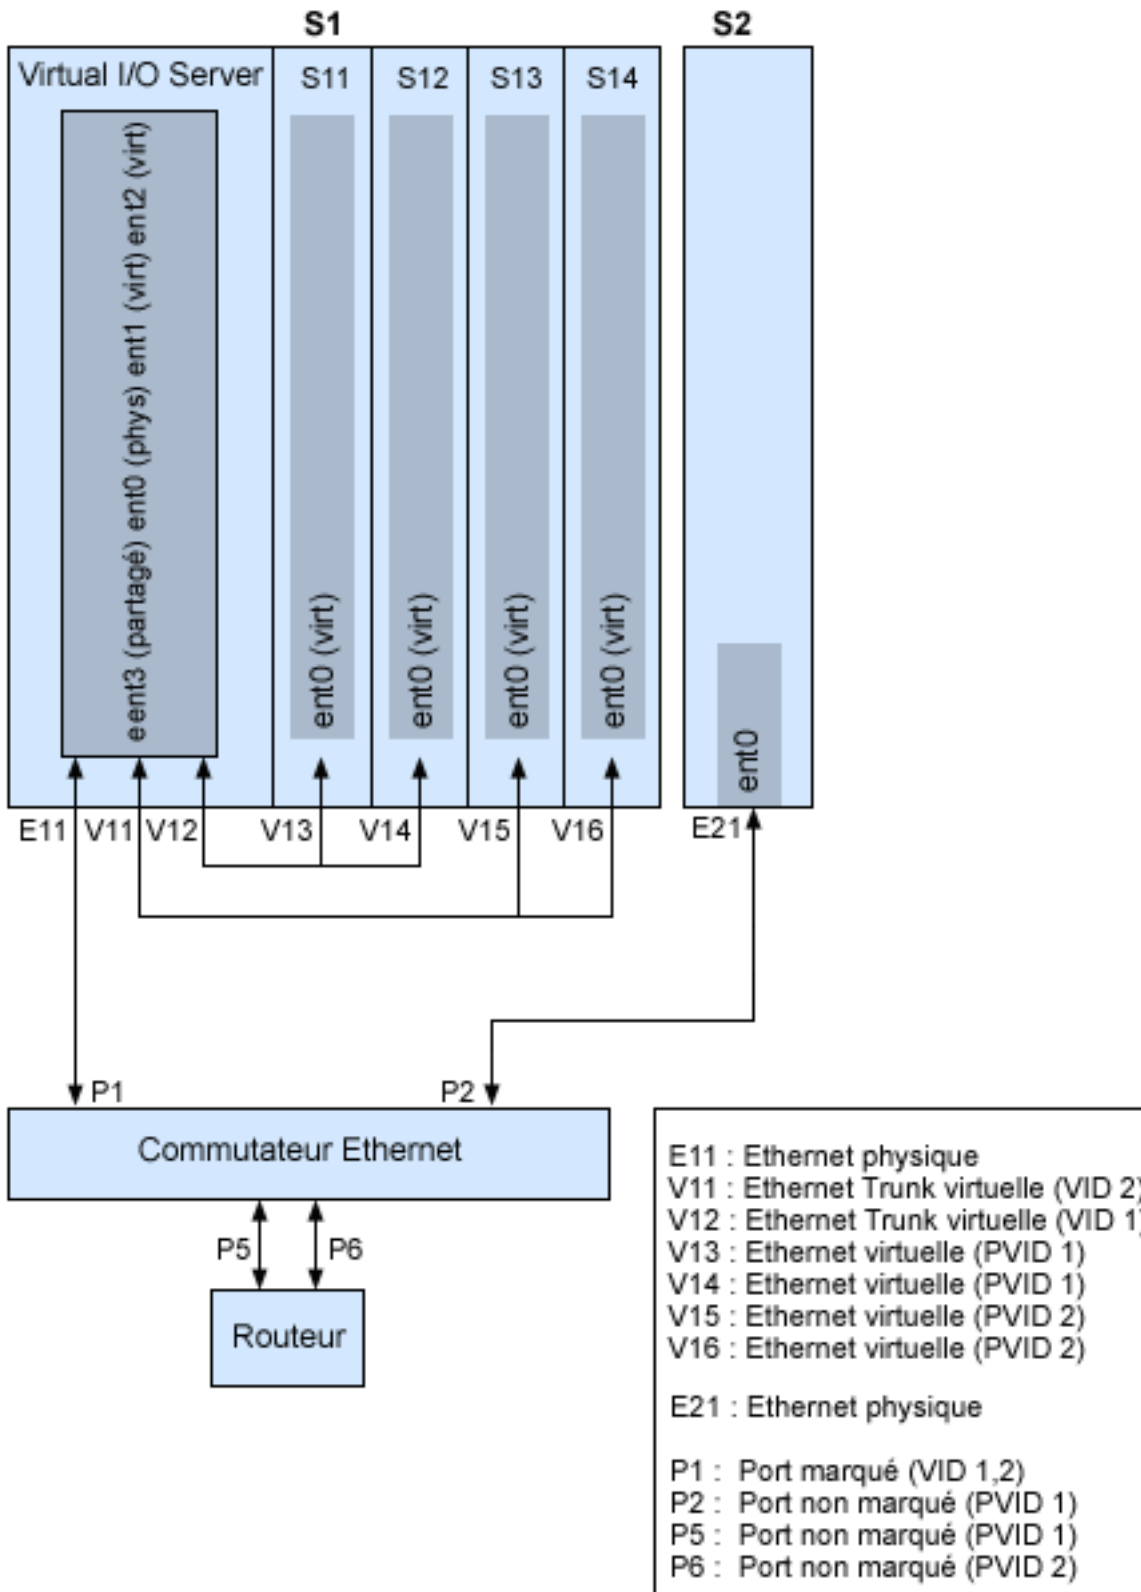 S1
S2
Virtual I/O Server
S11
S12
S13
S14
eent3 (partagé) ent0 (phys) ent1 (virt) ent2 (virt)
ent0 (virt)
ent0 (virt)
ent0 (virt)
ent0 (virt)
ent0
E11
V11
V12
V13
V14
V15
V16
E21
P1
P2
Commutateur Ethernet
P5
P6
Routeur
E11 : Ethernet physique
V11 : Ethernet Trunk virtuelle (VID 2)
V12 : Ethernet Trunk virtuelle (VID 1)
V13 : Ethernet virtuelle (PVID 1)
V14 : Ethernet virtuelle (PVID 1)
V15 : Ethernet virtuelle (PVID 2)
V16 : Ethernet virtuelle (PVID 2)
E21 : Ethernet physique
P1 : Port marqué (VID 1,2)
P2 : Port non marqué (PVID 1)
P5 : Port non marqué (PVID 1)
P6 : Port non marqué (PVID 2)